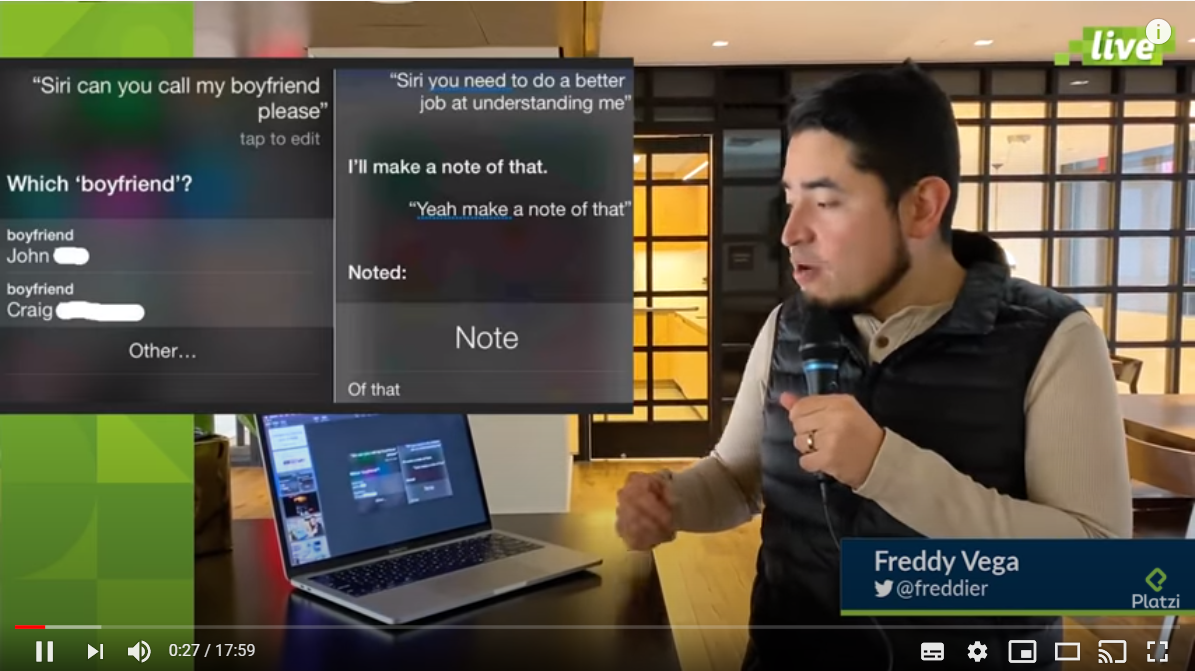 live
i
“Siri can you call my boyfriend
please”
tap to edit
Which ‘boyfriend’?
boyfriend
John
boyfriend
Craig
Other...
“Siri you need to do a better
job at understanding me”
I’ll make a note of that.
“Yeah make a note of that”
Noted:
Note
Of that
Freddy Vega
@freddier
Platzi
0:27 / 17:59